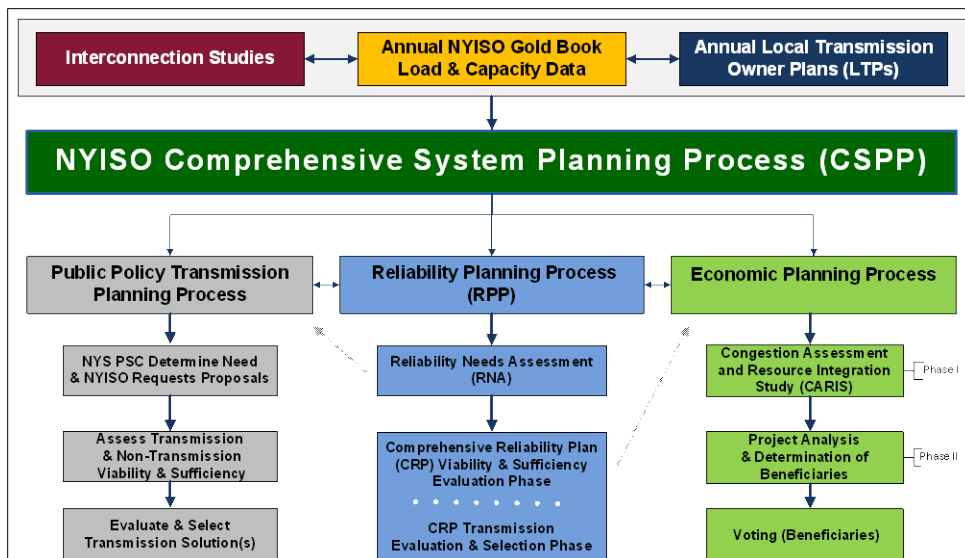 Interconnection Studies
Annual NYISO Gold Book
Load & Capacity Data
Annual Local Transmission
Owner Plans (LTPs)
NYISO Comprehensive System Planning Process (CSPP)
Public Policy Transmission
Planning Process
Reliability Planning Process
(RPP)
Economic Planning Process
NYS PSC Determine Need
& NYISO Requests Proposals
Reliability Needs Assessment
(RNA)
Congestion Assessment
and Resource Integration
Study (CARIS)
Phase I
Assess Transmission
& Non-Transmission
Viability & Sufficiency
Comprehensive Reliability Plan
(CRP) Viability & Sufficiency
Evaluation Phase
Project Analysis
& Determination of
Beneficiaries
Phase II
Evaluate & Select
Transmission Solution(s)
CRP Transmission
Evaluation & Selection Phase
Voting (Beneficiaries)